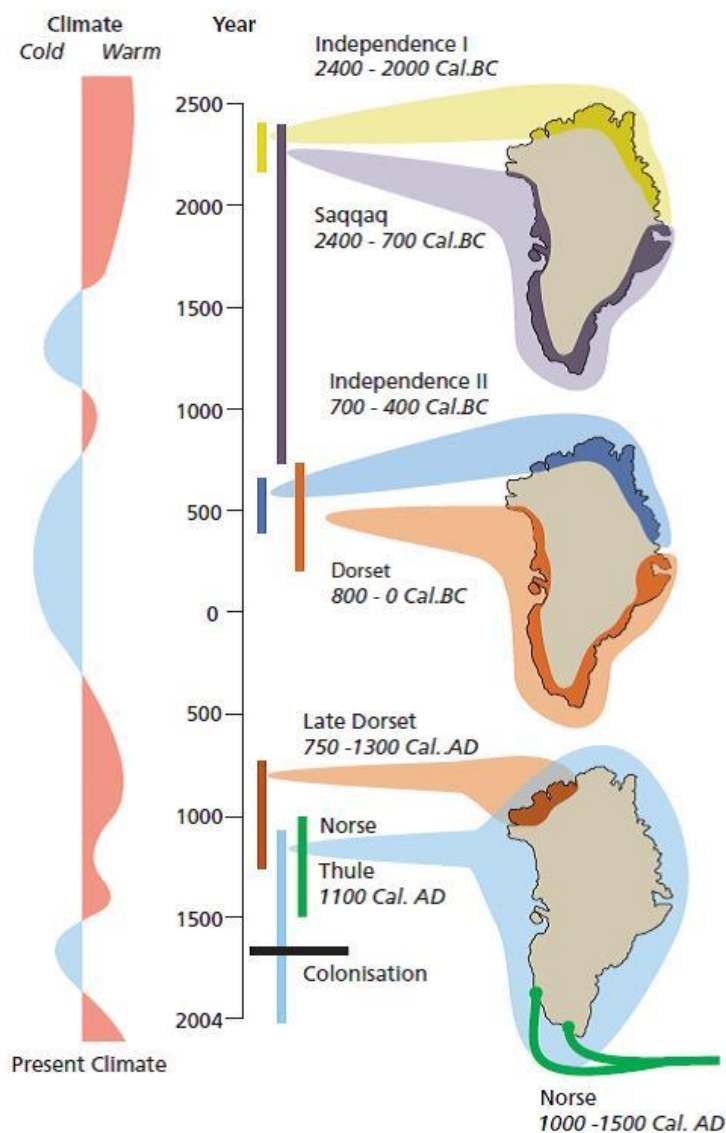 Climate
Cold Warm
Year
Independence I
2400 - 2000 Cal.BC
2500
2000
Saqqaq
2400 - 700 Cal.BC
1500
Independence II
700 - 400 Cal.BC
1000
500
Dorset
800 - 0 Cal.BC
0
500
Late Dorset
750 -1300 Cal.AD
1000
Norse
Thule
1100 Cal. AD
1500
Colonisation
2004
Present Climate
Norse
1000 -1500 Cal. AD